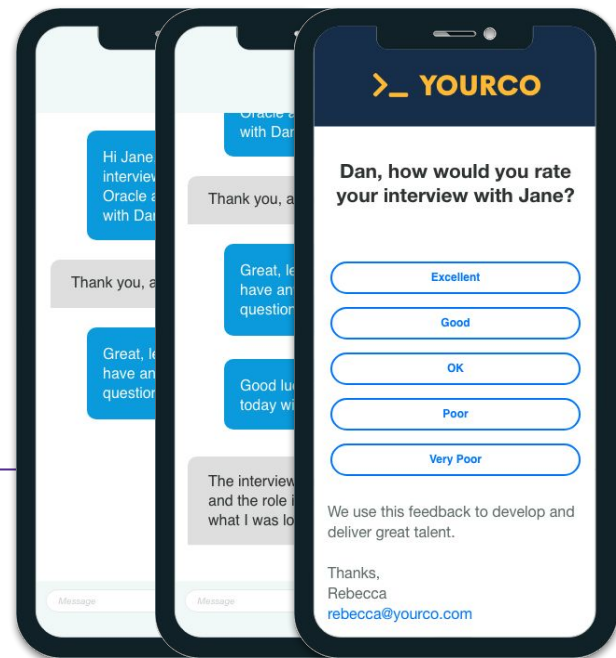 Hi Jane
interview
Oracle a
with Da
Thank you, a
Great, le
have an
question
Message
Oracle a
with Dan
Thank you, a
Great, le
have an
question
Good lu
today wi
The interview
and the role i
what I was lo
Message
>_ YOURCO
Dan, how would you rate
your interview with Jane?
Excellent
Good
OK
Poor
Very Poor
We use this feedback to develop and
deliver great talent.
Thanks,
Rebecca
rebecca@yourco.com